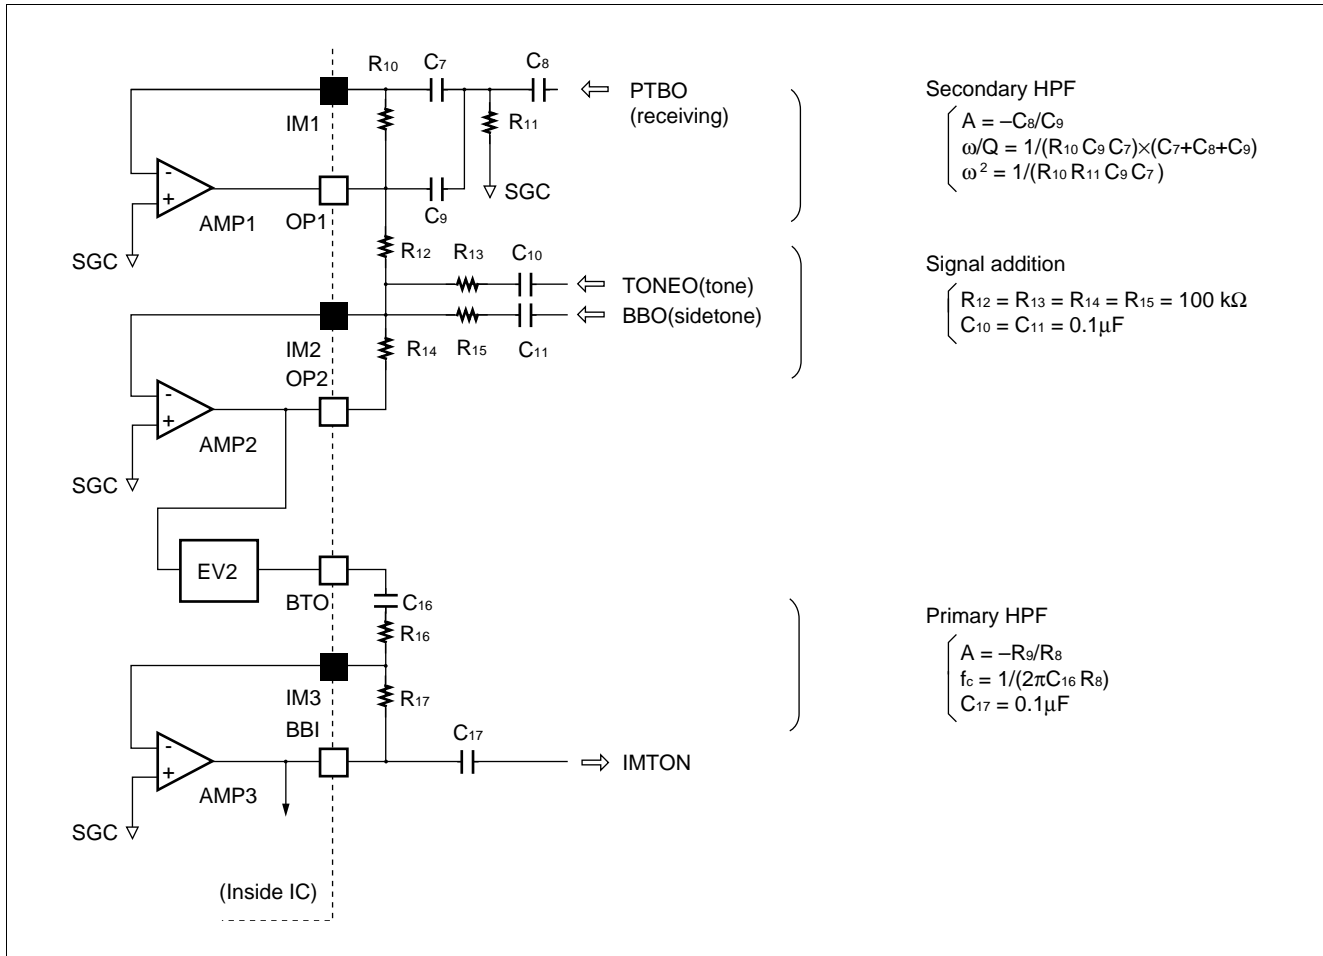 R10
C7
C8
PTBO
(receiving)
IM1
R11
SGC
-
+
AMP1
OP1
C9
SGC
R12
R13
C10
TONEO(tone)
BBO(sidetone)
IM2
R14
R15
C11
OP2
-
+
AMP2
SGC
EV2
BTO
C16
R16
IM3
R17
BBI
C17
-
+
AMP3
IMTON
SGC
(Inside IC)
Secondary HPF
A = –C8/C9
ω/Q = 1/(R10 C9 C7)×(C7+C8+C9)
ω² = 1/(R10 R11 C9 C7)
Signal addition
R12 = R13 = R14 = R15 = 100 kΩ
C10 = C11 = 0.1μF
Primary HPF
A = –R9/R8
fc = 1/(2πC16 R8)
C17 = 0.1μF